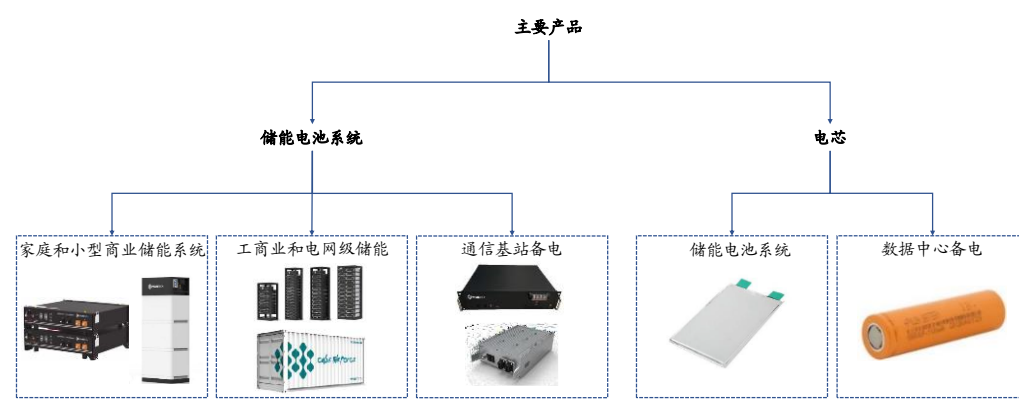 主要产品
储能电池系统
电芯
家庭和小型商业储能系统
工商业和电网级储能
通信基站备电
储能电池系统
数据中心备电